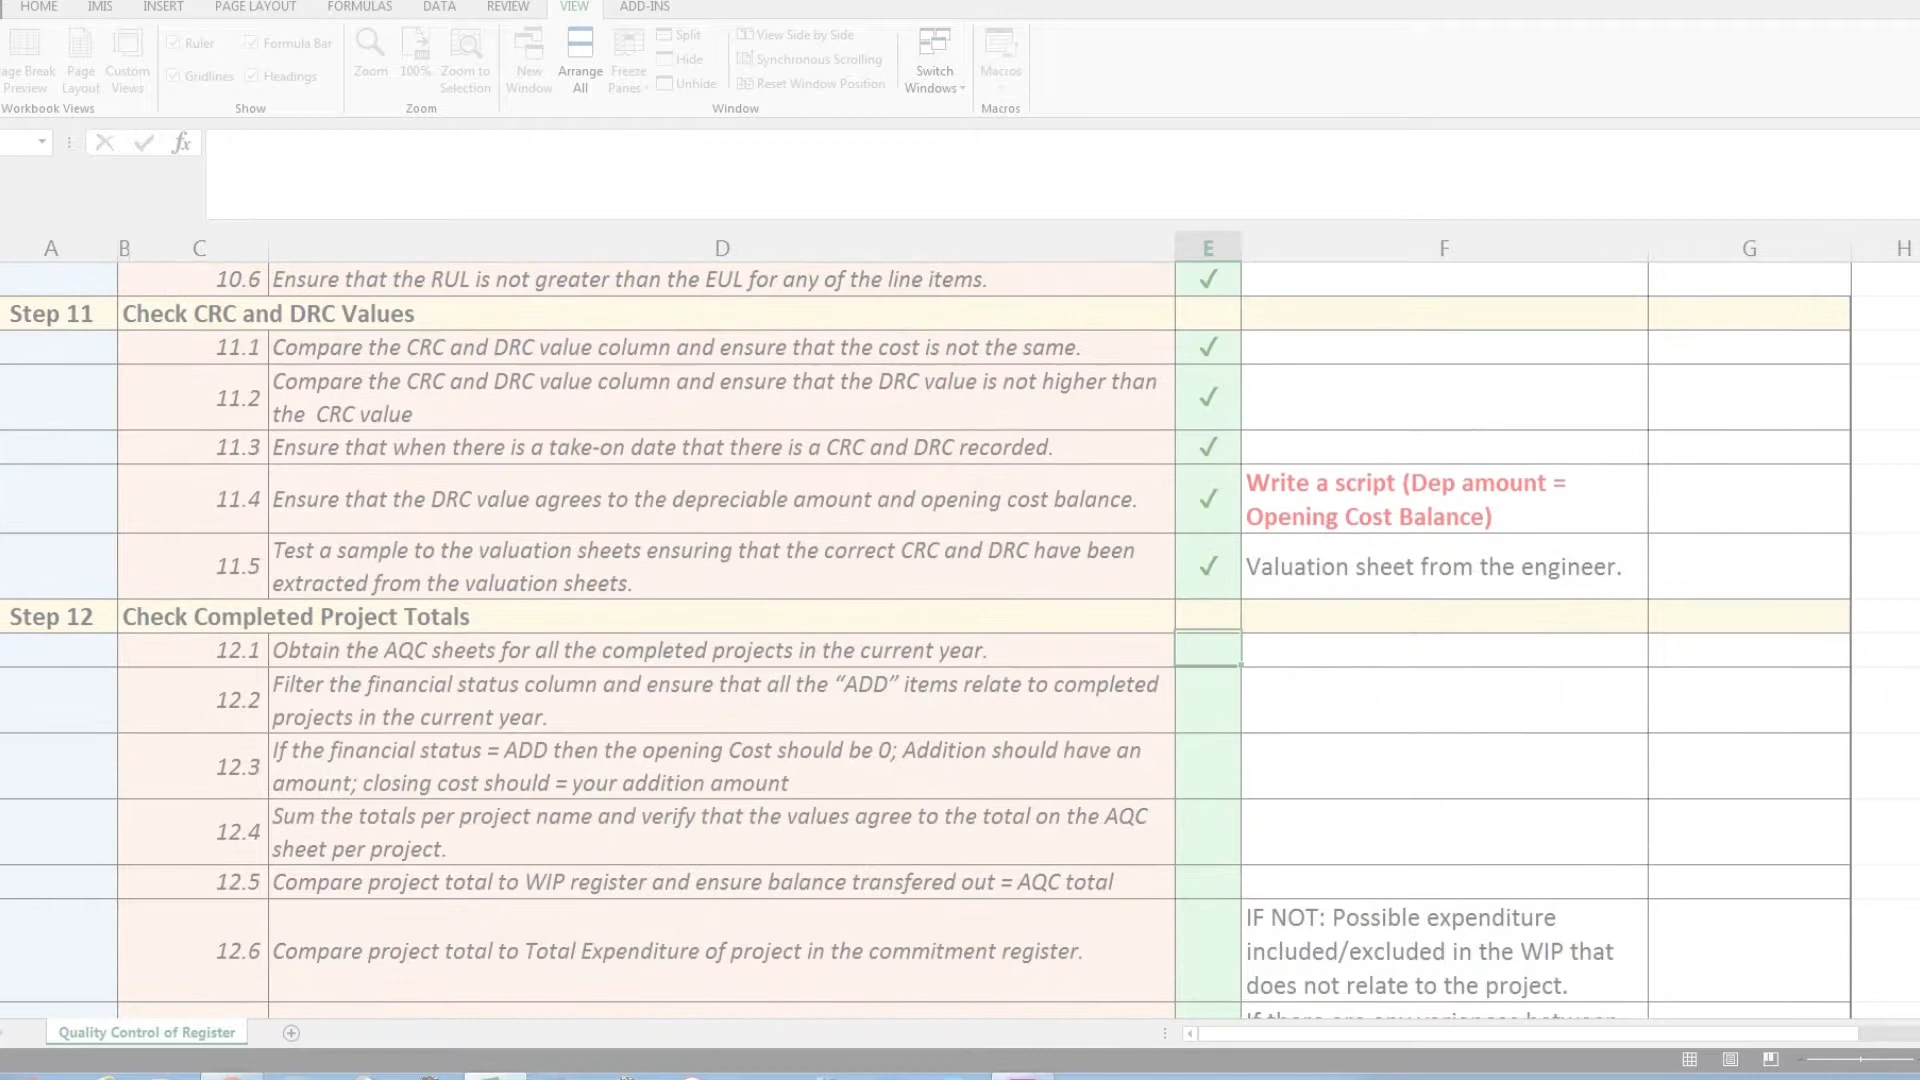 HOME IMIS INSERT PAGE LAYOUT FORMULAS DATA REVIEW VIEW ADD-INS
Ruler Formula Bar
Gridlines Headings
age Break Preview
Page Layout
Custom Views
Workbook Views
Show
Zoom
100%
Zoom to Selection
Zoom
New Window
Arrange All
Freeze Panes
Split
Hide
Unhide
View Side by Side
Synchronous Scrolling
Reset Window Position
Window
Switch Windows
Macros
Macros
fx
A B C D E F G H
10.6 Ensure that the RUL is not greater than the EUL for any of the line items. ✓
Step 11 Check CRC and DRC Values
11.1 Compare the CRC and DRC value column and ensure that the cost is not the same. ✓
11.2 Compare the CRC and DRC value column and ensure that the DRC value is not higher than
the CRC value ✓
11.3 Ensure that when there is a take-on date that there is a CRC and DRC recorded. ✓
11.4 Ensure that the DRC value agrees to the depreciable amount and opening cost balance. ✓
Write a script (Dep amount =
Opening Cost Balance)
11.5 Test a sample to the valuation sheets ensuring that the correct CRC and DRC have been
extracted from the valuation sheets. ✓
Valuation sheet from the engineer.
Step 12 Check Completed Project Totals
12.1 Obtain the AQC sheets for all the completed projects in the current year.
12.2 Filter the financial status column and ensure that all the “ADD” items relate to completed
projects in the current year.
12.3 If the financial status = ADD then the opening Cost should be 0; Addition should have an
amount; closing cost should = your addition amount
12.4 Sum the totals per project name and verify that the values agree to the total on the AQC
sheet per project.
12.5 Compare project total to WIP register and ensure balance transfered out = AQC total
12.6 Compare project total to Total Expenditure of project in the commitment register.
IF NOT: Possible expenditure
included/excluded in the WIP that
does not relate to the project.
If there are any variances between
Quality Control of Register